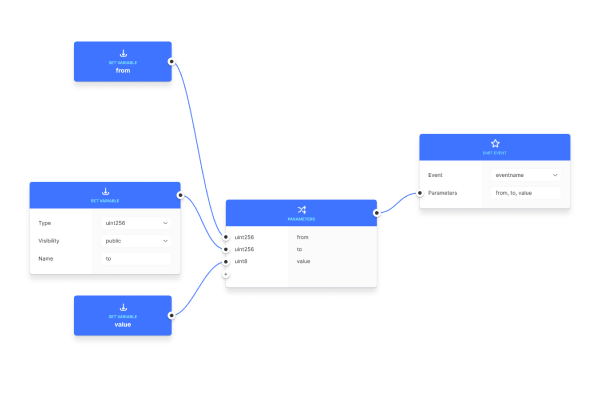 GET VARIABLE
from
GET VARIABLE
Type uint256
Visibility public
Name to
GET VARIABLE
value
PARAMETERS
uint256 from
uint256 to
uint8 value
+
EMIT EVENT
Event eventname
Parameters from, to, value